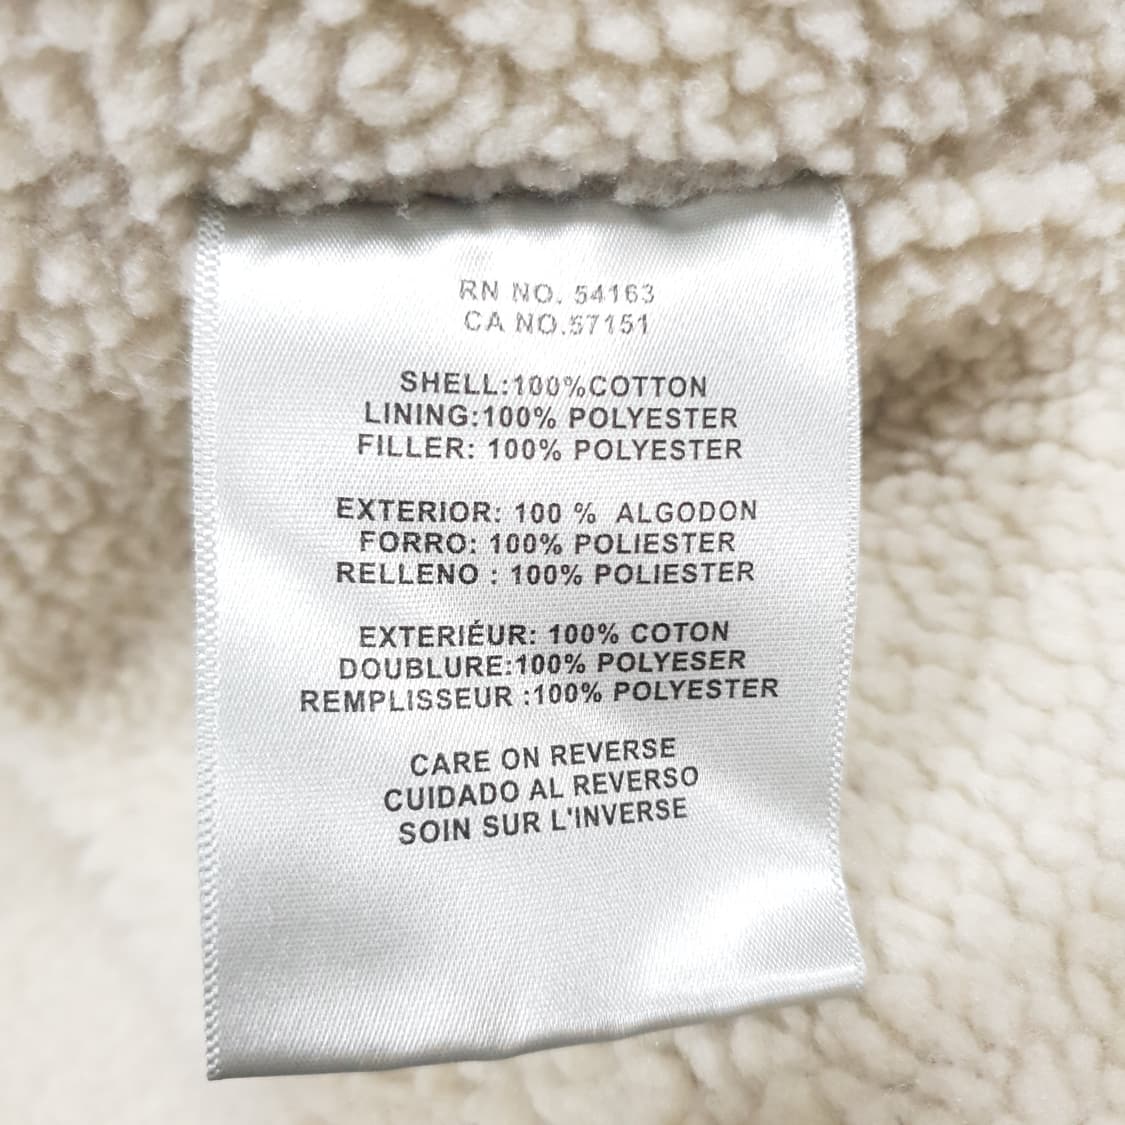 RN NO. 54163
CA NO.57151
SHELL:100%COTTON
LINING:100% POLYESTER
FILLER: 100% POLYESTER
EXTERIOR: 100 % ALGODON
FORRO: 100% POLIESTER
RELLENO : 100% POLIESTER
EXTERIÉUR: 100% COTON
DOUBLURE:100% POLYESER
REMPLISSEUR :100% POLYESTER
CARE ON REVERSE
CUIDADO AL REVERSO
SOIN SUR L'INVERSE